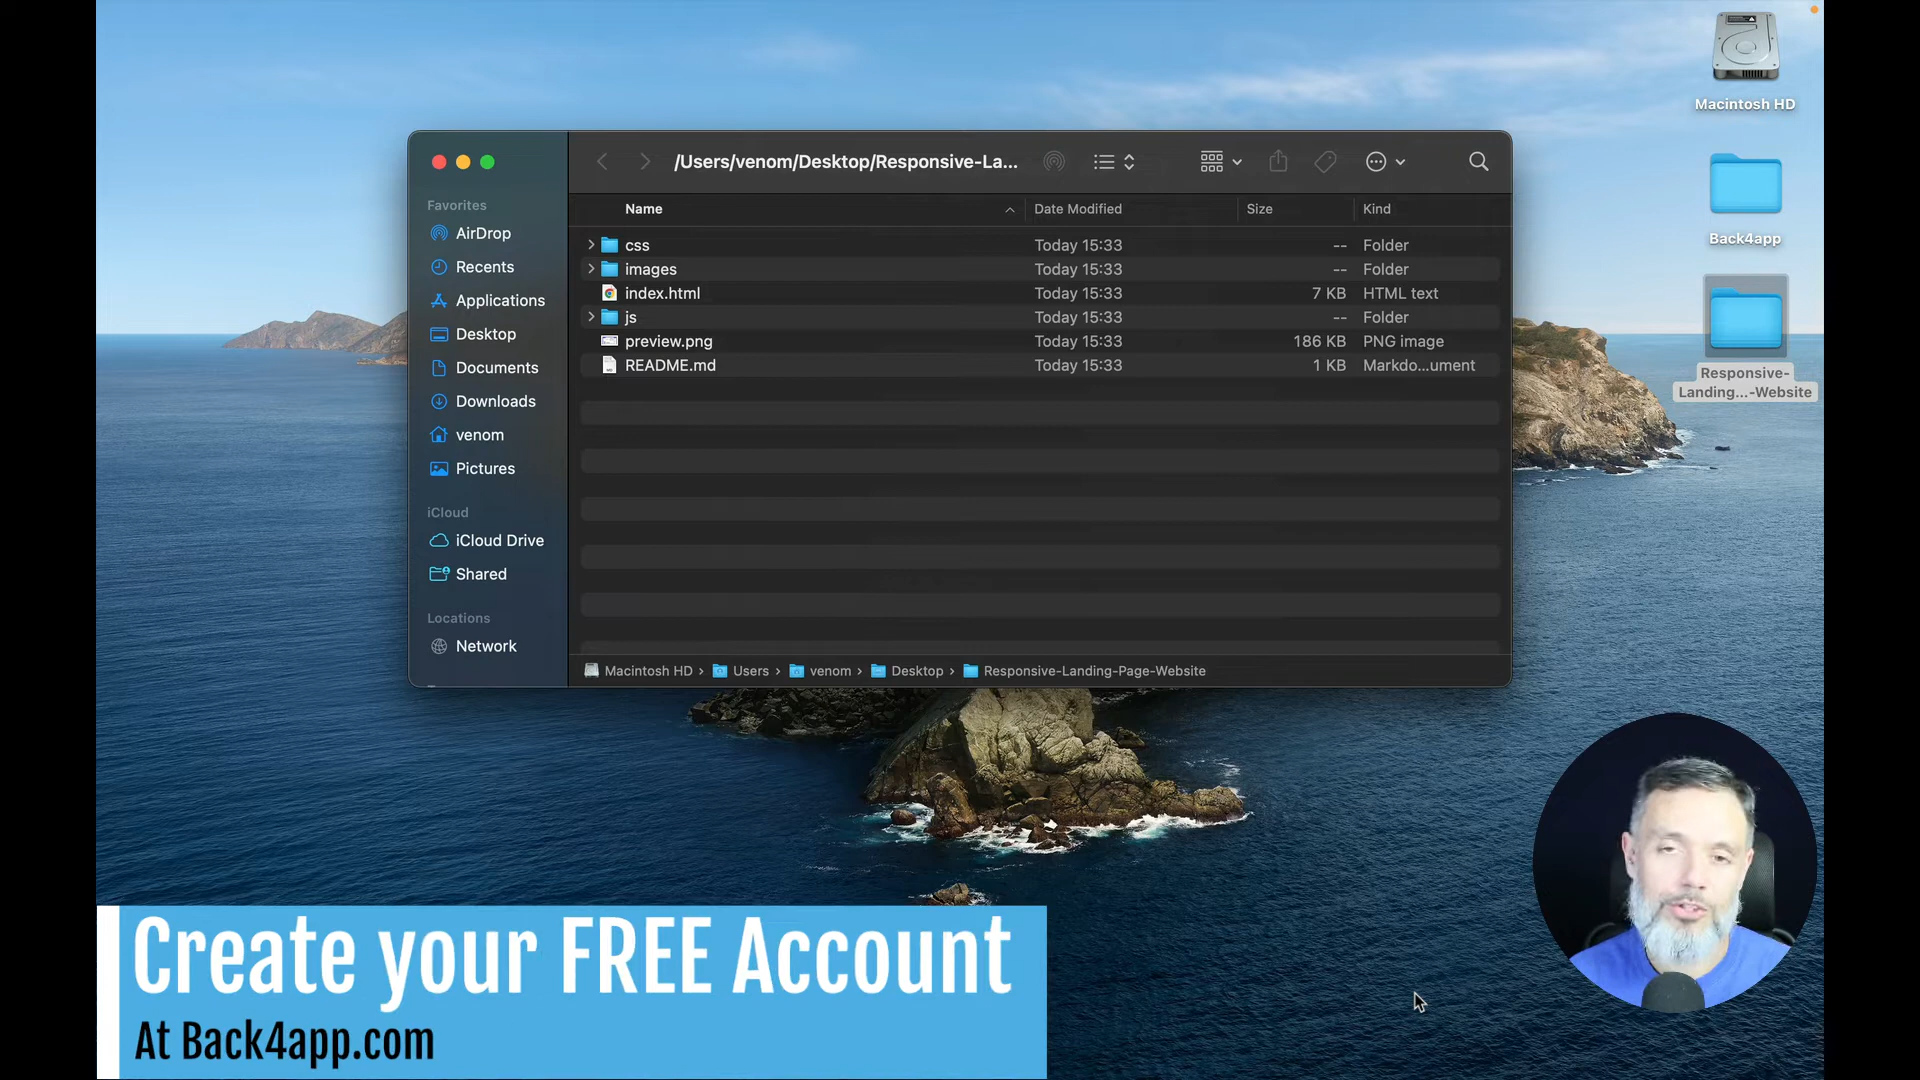 Macintosh HD
Back4app
Responsive-
Landing...-Website
/Users/venom/Desktop/Responsive-La...
Favorites
AirDrop
Recents
Applications
Desktop
Documents
Downloads
venom
Pictures
iCloud
iCloud Drive
Shared
Locations
Network
Name Date Modified Size Kind
css Today 15:33 -- Folder
images Today 15:33 -- Folder
index.html Today 15:33 7 KB HTML text
js Today 15:33 -- Folder
preview.png Today 15:33 186 KB PNG image
README.md Today 15:33 1 KB Markdo...ument
Macintosh HD › Users › venom › Desktop › Responsive-Landing-Page-Website
Create your FREE Account
At Back4app.com